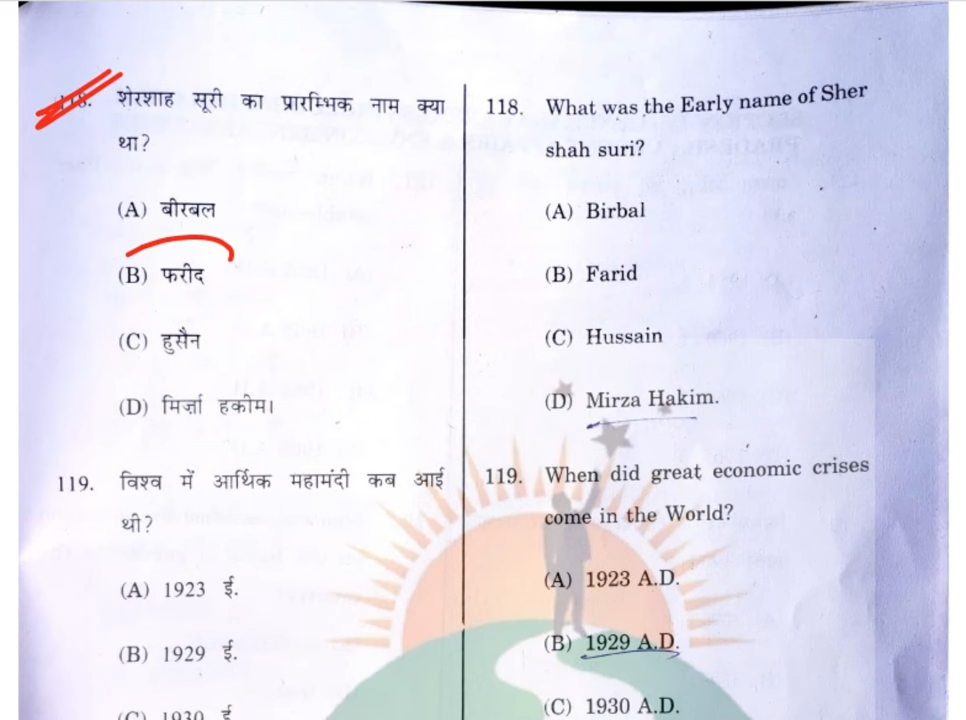 118. शेरशाह सूरी का प्रारम्भिक नाम क्या
था?
(A) बीरबल
(B) फरीद
(C) हुसैन
(D) मिर्ज़ा हकीम।
119. विश्व में आर्थिक महामंदी कब आई
थी?
(A) 1923 ई.
(B) 1929 ई.
(C) 1930 ई.
118. What was the Early name of Sher
shah suri?
(A) Birbal
(B) Farid
(C) Hussain
(D) Mirza Hakim.
119. When did great economic crises
come in the World?
(A) 1923 A.D.
(B) 1929 A.D.
(C) 1930 A.D.